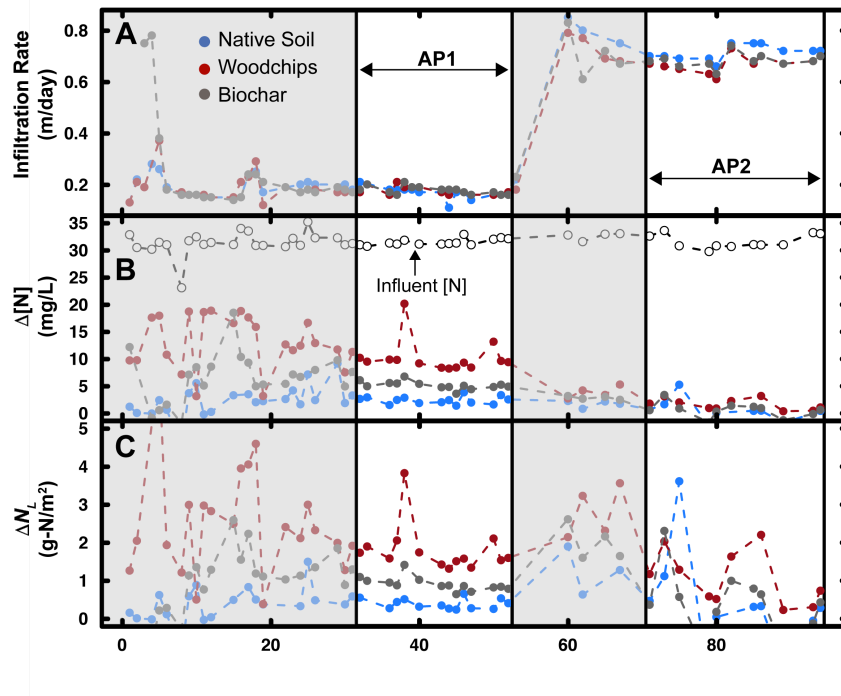 A
Native Soil
Woodchips
Biochar
AP1
AP2
Infiltration Rate
(m/day)
0.8
0.6
0.4
0.2
B
Influent [N]
Δ[N]
(mg/L)
35
30
25
20
15
10
5
0
C
ΔN_L
(g-N/m²)
5
4
3
2
1
0
0 20 40 60 80